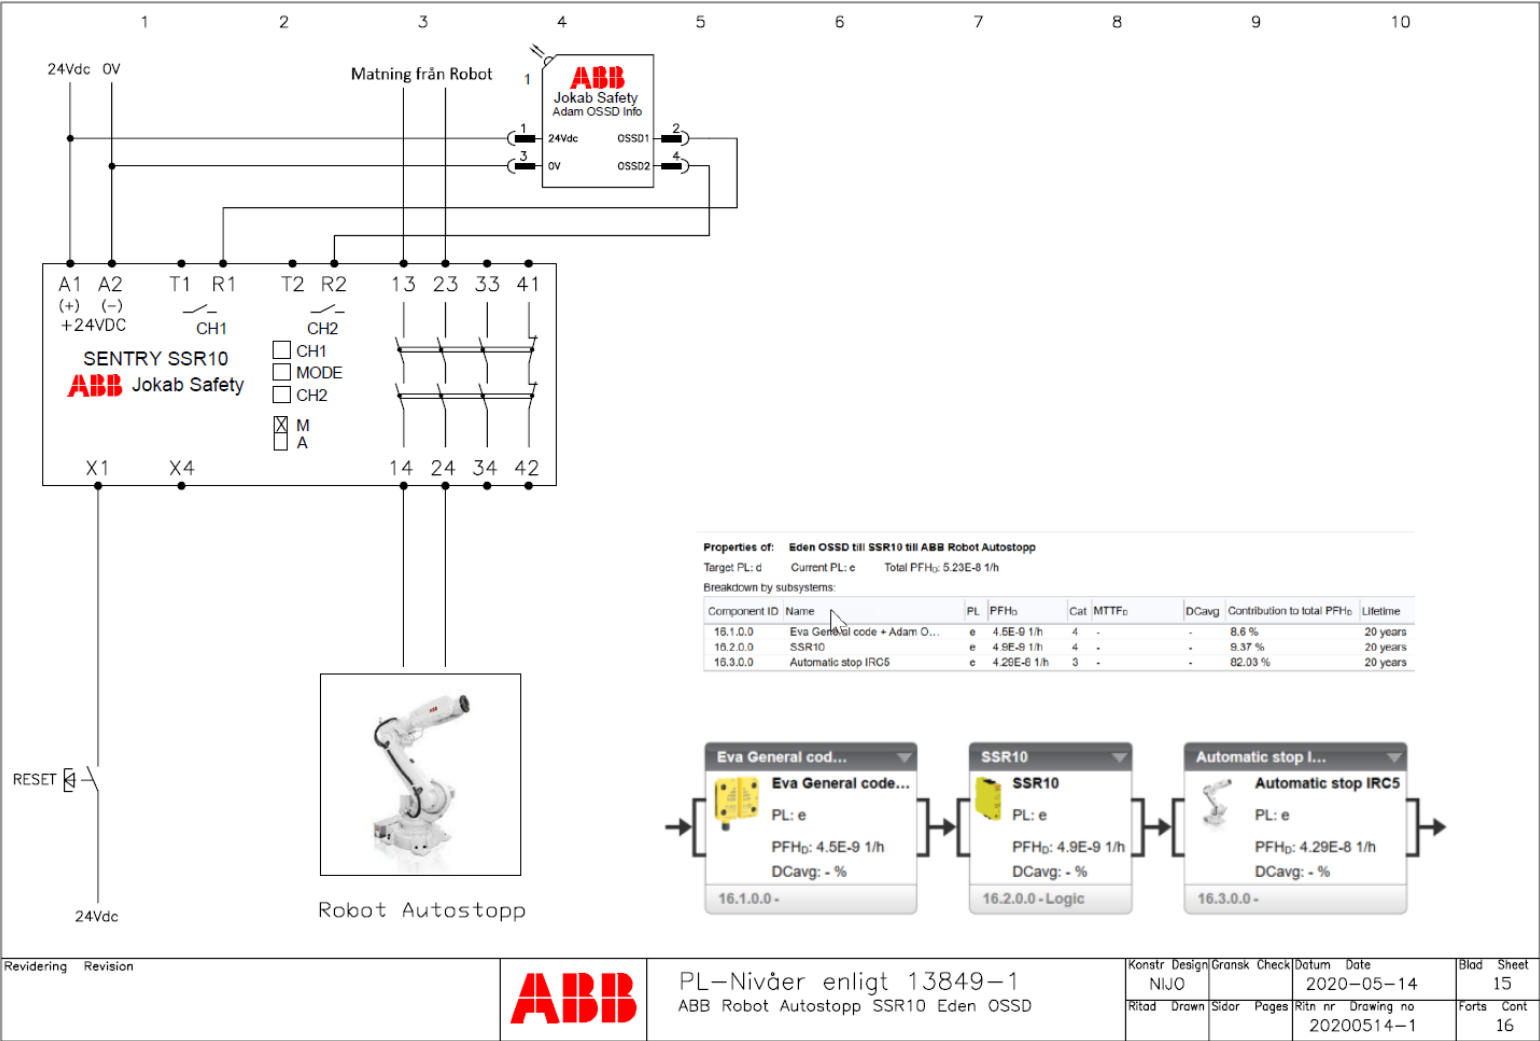 1 2 3 4 5 6 7 8 9 10
24Vdc 0V
Matning från Robot
1
ABB
Jokab Safety
Adam OSSD Info
1 24Vdc OSSD1 2
3 0V OSSD2 4
A1 A2 T1 R1 T2 R2 13 23 33 41
(+) (-)
+24VDC
CH1 CH2
SENTRY SSR10
ABB Jokab Safety
CH1
MODE
CH2
X M
A
X1 X4 14 24 34 42
RESET
24Vdc
ABB
Robot Autostopp
Properties of: Eden OSSD till SSR10 till ABB Robot Autostopp
Target PL: d Current PL: e Total PFHD: 5.23E-8 1/h
Breakdown by subsystems:
Component ID Name PL PFHD Cat MTTFD DCavg Contribution to total PFHD Lifetime
16.1.0.0 Eva General code + Adam O... e 4.5E-9 1/h 4 - - 8.6 % 20 years
16.2.0.0 SSR10 e 4.9E-9 1/h 4 - - 9.37 % 20 years
16.3.0.0 Automatic stop IRC5 e 4.29E-8 1/h 3 - - 82.03 % 20 years
Eva General cod...
Eva General code...
PL: e
PFHD: 4.5E-9 1/h
DCavg: - %
16.1.0.0 -
SSR10
SSR10
PL: e
PFHD: 4.9E-9 1/h
DCavg: - %
16.2.0.0 - Logic
Automatic stop I...
Automatic stop IRC5
PL: e
PFHD: 4.29E-8 1/h
DCavg: - %
16.3.0.0 -
Revidering Revision
ABB
PL-Nivåer enligt 13849-1
ABB Robot Autostopp SSR10 Eden OSSD
Konstr Design Gransk Check Datum Date Blad Sheet
NIJO 2020-05-14 15
Ritad Drawn Sidor Pages Ritn nr Drawing no Forts Cont
20200514-1 16